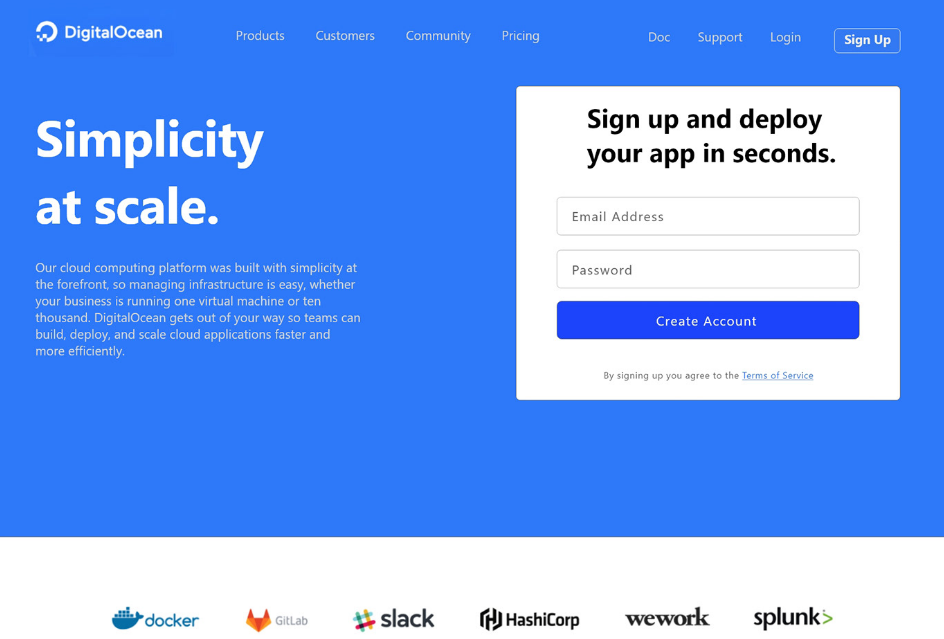 DigitalOcean
Products Customers Community Pricing
Doc Support Login Sign Up
Simplicity
at scale.
Our cloud computing platform was built with simplicity at
the forefront, so managing infrastructure is easy, whether
your business is running one virtual machine or ten
thousand. DigitalOcean gets out of your way so teams can
build, deploy, and scale cloud applications faster and
more efficiently.
Sign up and deploy
your app in seconds.
Email Address
Password
Create Account
By signing up you agree to the Terms of Service
docker GitLab slack HashiCorp wework splunk>